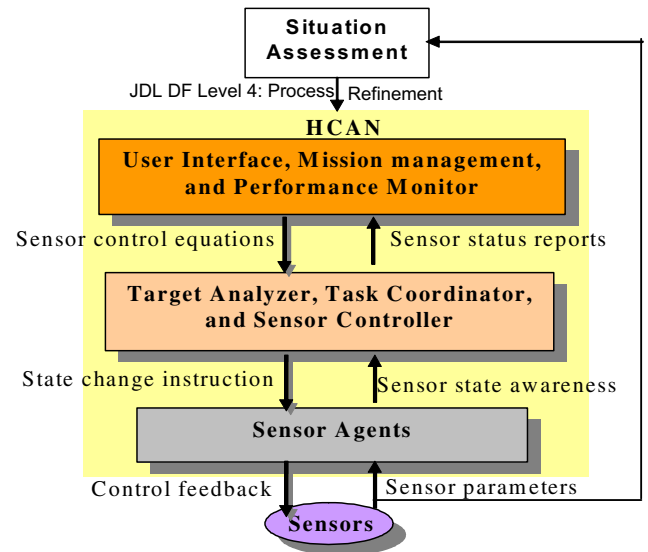 Situation
Assessment
JDL DF Level 4: Process Refinement
HCAN
User Interface, Mission management,
and Performance Monitor
Sensor control equations
Sensor status reports
Target Analyzer, Task Coordinator,
and Sensor Controller
State change instruction
Sensor state awareness
Sensor Agents
Control feedback
Sensor parameters
Sensors